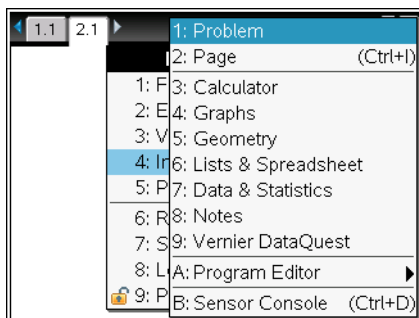 1.1 2.1
1: Problem
2: Page (Ctrl+I)
3: Calculator
4: Graphs
5: Geometry
6: Lists & Spreadsheet
7: Data & Statistics
8: Notes
9: Vernier DataQuest
A: Program Editor
B: Sensor Console (Ctrl+D)
1: F
2: E
3: V
4: In
5: P
6: R
7: S
8: L
9: P